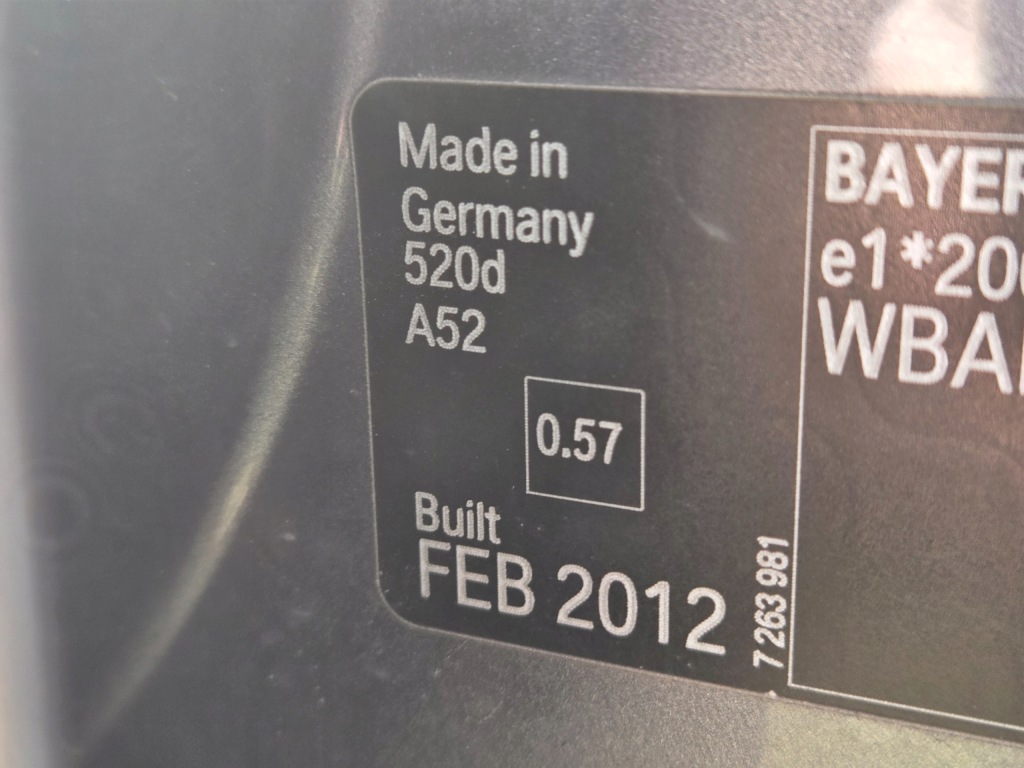 Made in
Germany
520d
A52
0.57
Built
FEB 2012
7 263 981
BAYER
e1*20
WBA